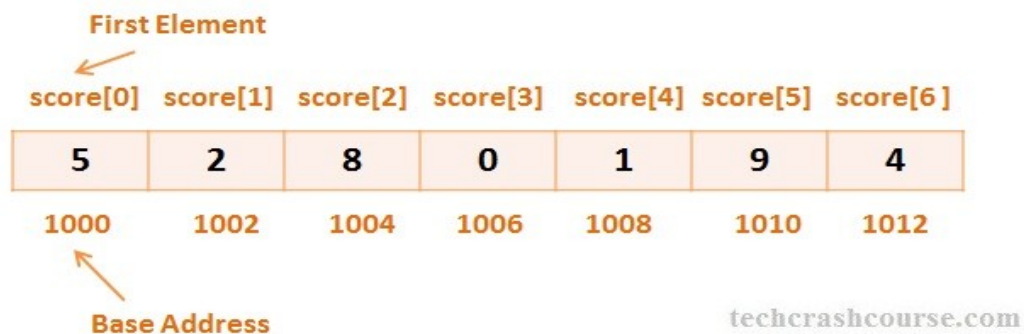 First Element
score[0] score[1] score[2] score[3] score[4] score[5] score[6 ]
5 2 8 0 1 9 4
1000 1002 1004 1006 1008 1010 1012
Base Address
techcrashcourse.com